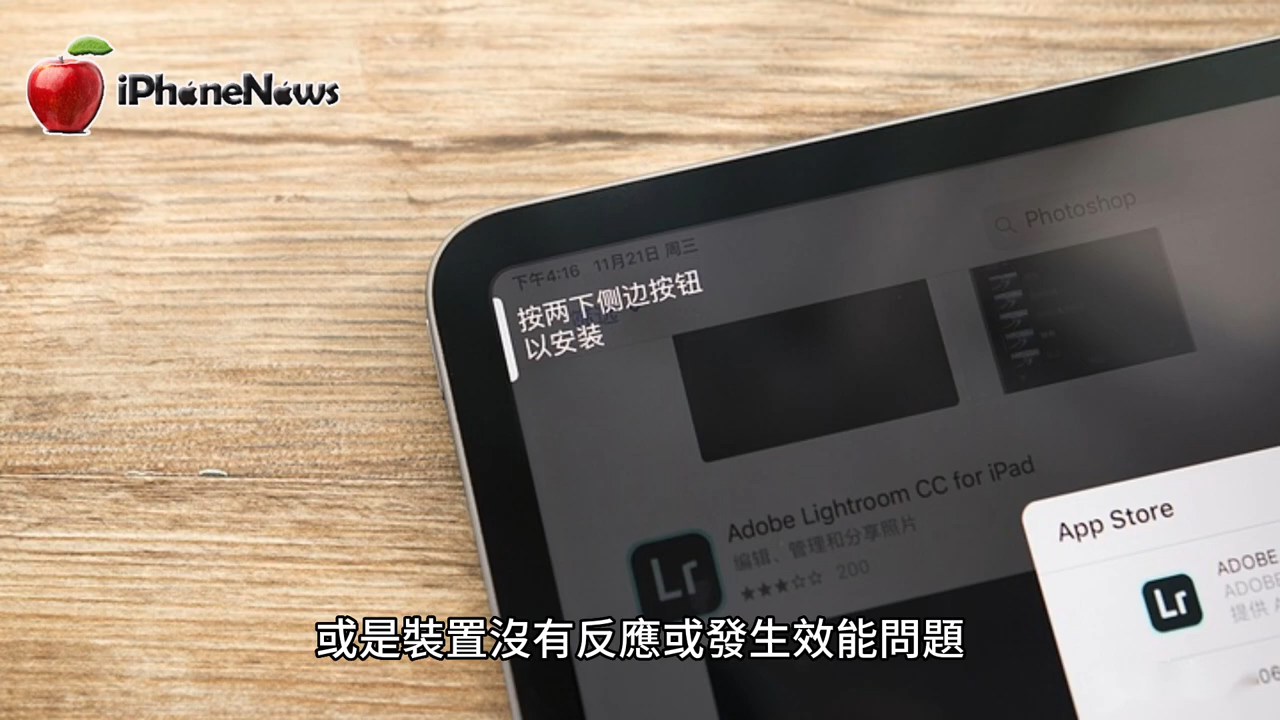 iPhoneNews
下午4:16 11月21日 周三
Photoshop
按两下侧边按钮
以安装
Adobe Lightroom CC for iPad
编辑、管理和分享照片
★★★☆☆ 200
Lr
App Store
Lr
ADOBE
ADOBE
提供
或是裝置沒有反應或發生效能問題